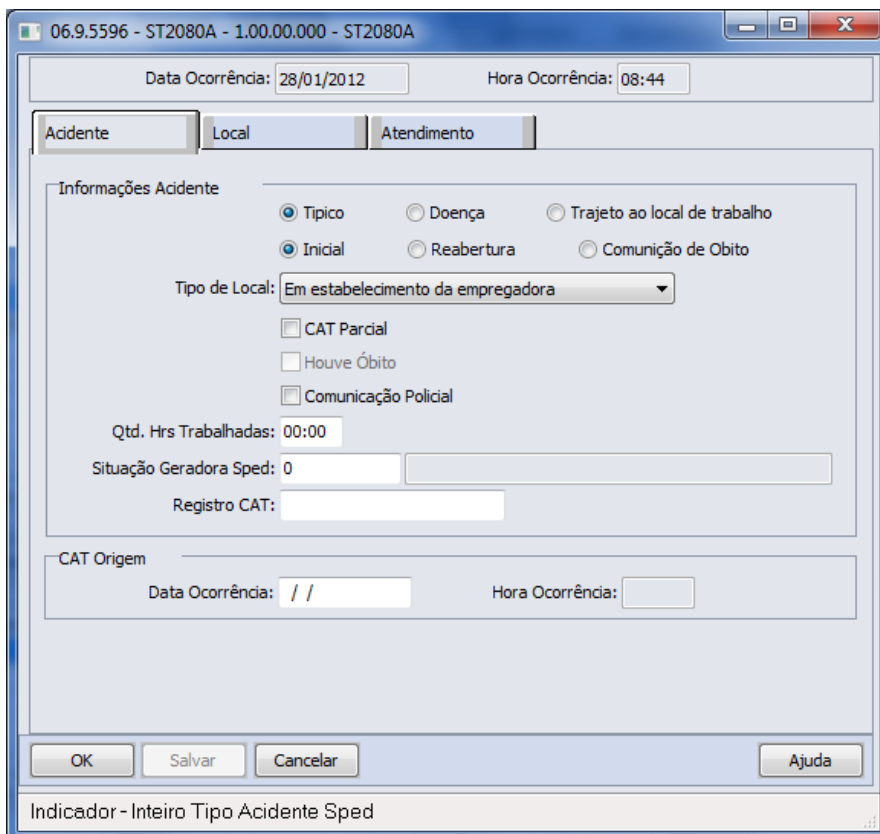 06.9.5596 - ST2080A - 1.00.00.000 - ST2080A
Data Ocorrência: 28/01/2012 Hora Ocorrência: 08:44
Acidente Local Atendimento
Informações Acidente
Tipico Doença Trajeto ao local de trabalho
Inicial Reabertura Comunição de Obito
Tipo de Local: Em estabelecimento da empregadora
CAT Parcial
Houve Óbito
Comunicação Policial
Qtd. Hrs Trabalhadas: 00:00
Situação Geradora Sped: 0
Registro CAT:
CAT Origem
Data Ocorrência: / / Hora Ocorrência:
OK Salvar Cancelar Ajuda
Indicador - Inteiro Tipo Acidente Sped